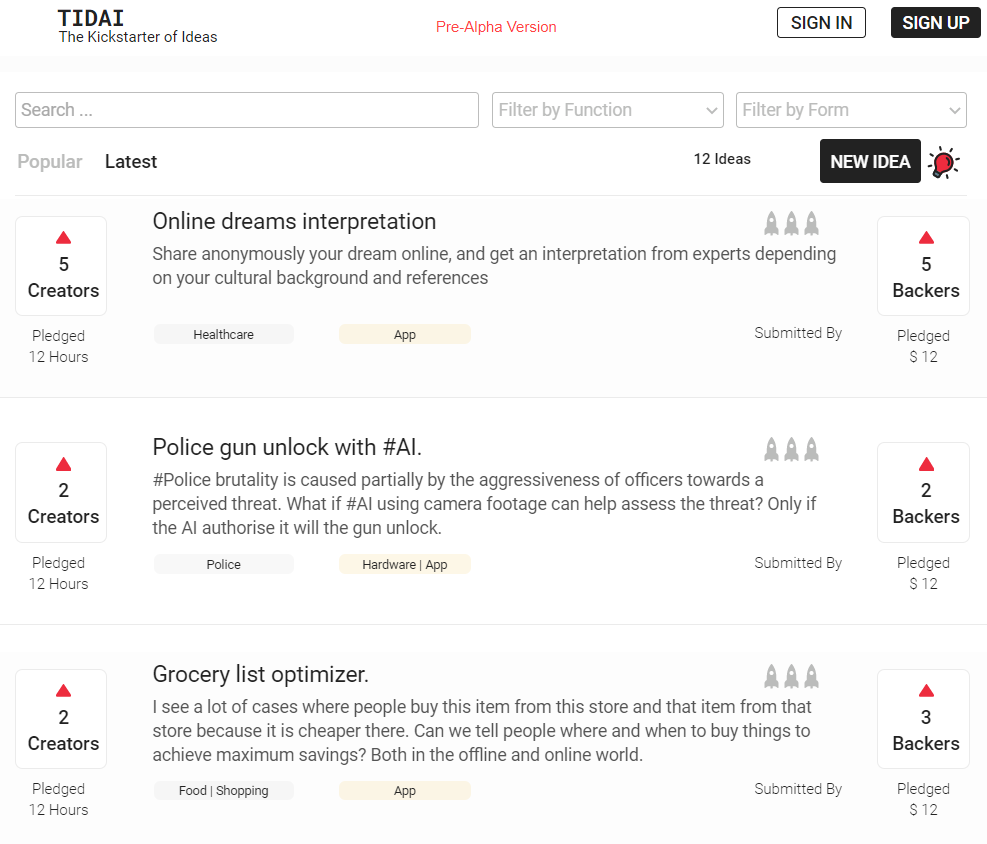 TIDAI
The Kickstarter of Ideas
Pre-Alpha Version
SIGN IN
SIGN UP
Search ...
Filter by Function
Filter by Form
Popular
Latest
12 Ideas
NEW IDEA
5
Creators
Pledged
12 Hours
Online dreams interpretation
Share anonymously your dream online, and get an interpretation from experts depending
on your cultural background and references
Healthcare
App
Submitted By
5
Backers
Pledged
$ 12
2
Creators
Pledged
12 Hours
Police gun unlock with #AI.
#Police brutality is caused partially by the aggressiveness of officers towards a
perceived threat. What if #AI using camera footage can help assess the threat? Only if
the AI authorise it will the gun unlock.
Police
Hardware | App
Submitted By
2
Backers
Pledged
$ 12
2
Creators
Pledged
12 Hours
Grocery list optimizer.
I see a lot of cases where people buy this item from this store and that item from that
store because it is cheaper there. Can we tell people where and when to buy things to
achieve maximum savings? Both in the offline and online world.
Food | Shopping
App
Submitted By
3
Backers
Pledged
$ 12